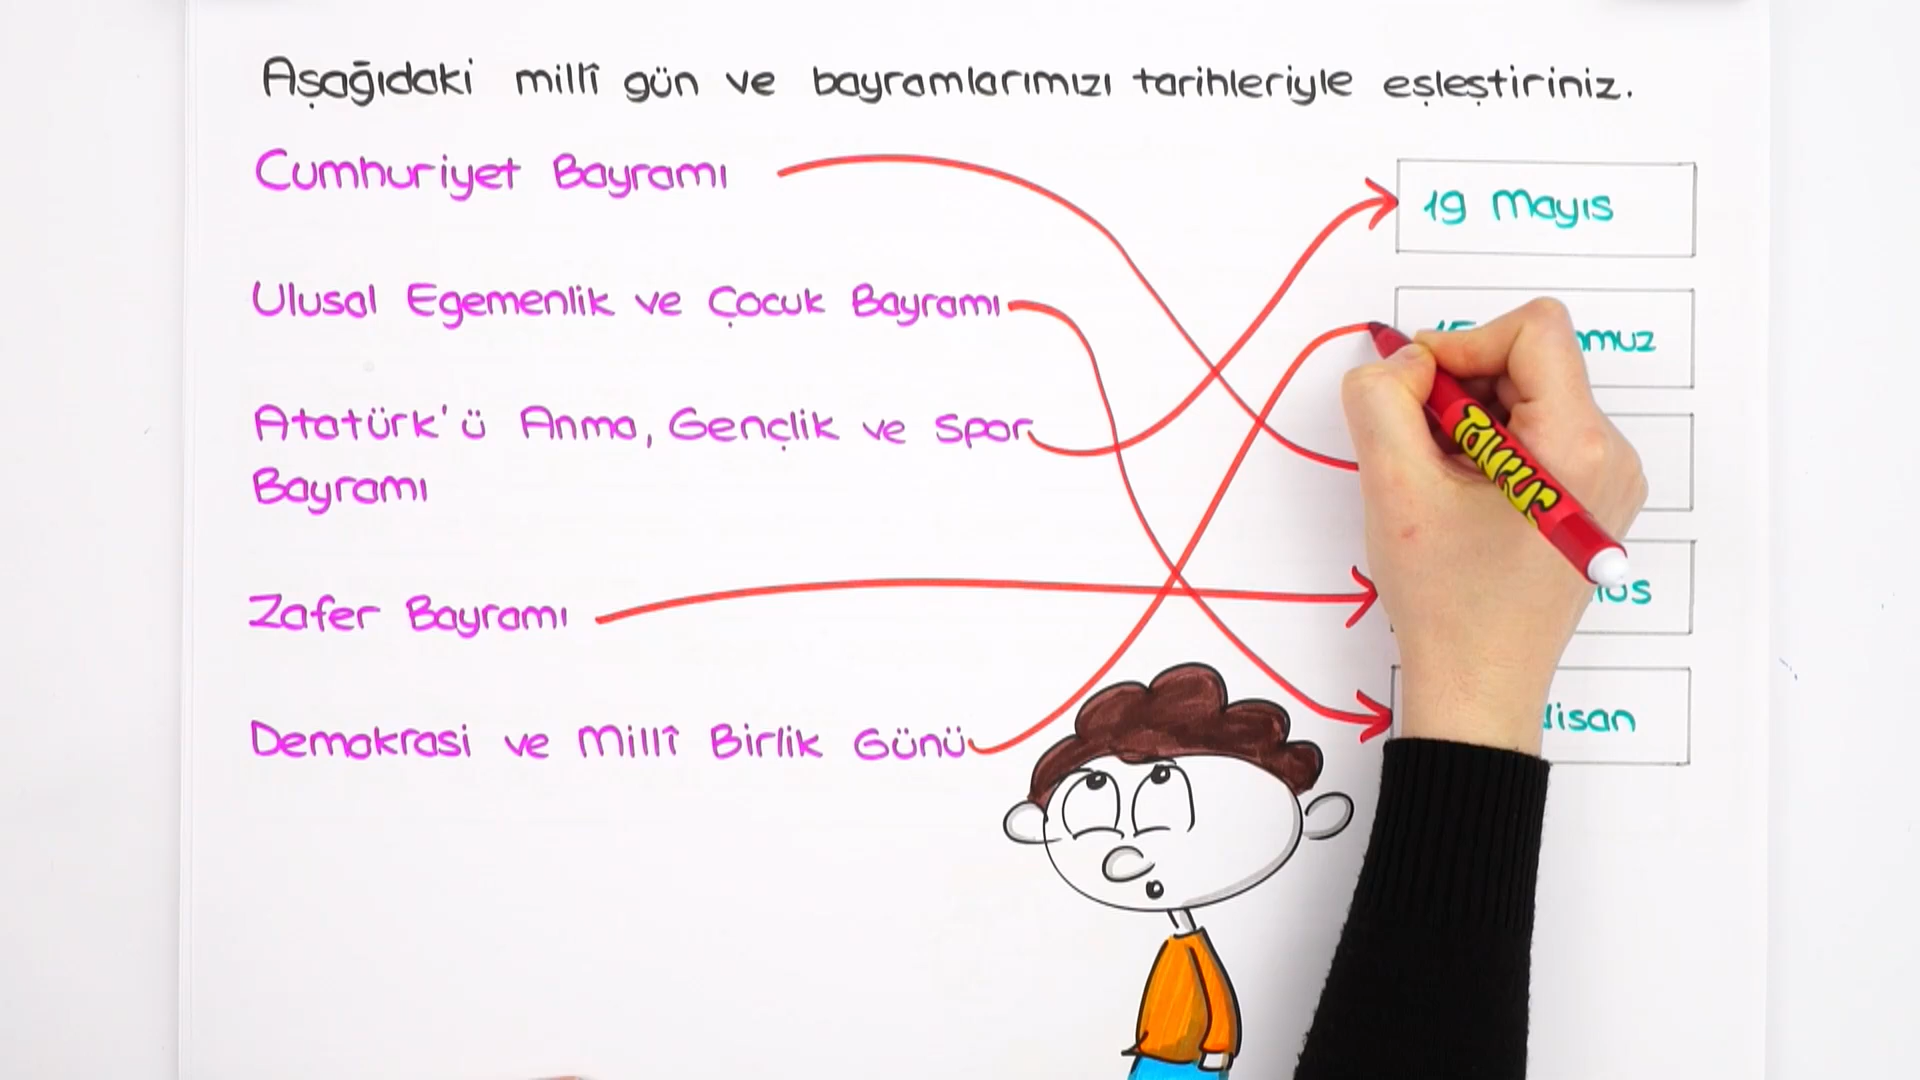 Aşağıdaki millî gün ve bayramlarımızı tarihleriyle eşleştiriniz.
Cumhuriyet Bayramı
19 Mayıs
Ulusal Egemenlik ve Çocuk Bayramı
Atatürk'ü Anma, Gençlik ve Spor
Bayramı
Zafer Bayramı
Demokrasi ve Millî Birlik Günü